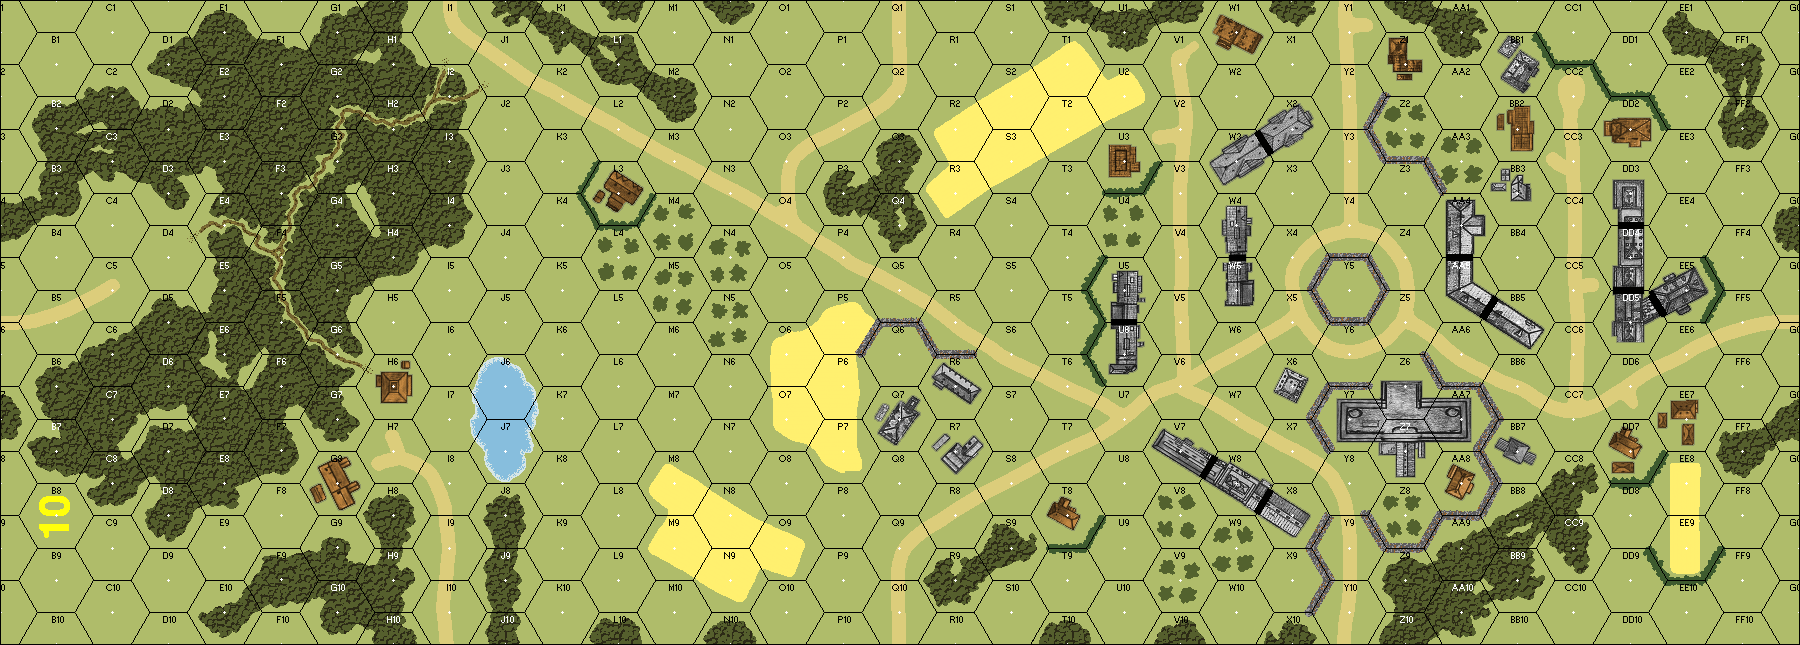 C1 E1 G1 I1 K1 M1 O1 Q1 S1 U1 W1 Y1 AA1 CC1 EE1
B1 D1 F1 H1 J1 L1 N1 P1 R1 T1 V1 X1 Z1 BB1 DD1 FF1
C2 E2 G2 I2 K2 M2 O2 Q2 S2 U2 W2 Y2 AA2 CC2 EE2
B2 D2 F2 H2 J2 L2 N2 P2 R2 T2 V2 X2 Z2 BB2 DD2 FF2
C3 E3 G3 I3 K3 M3 O3 Q3 S3 U3 W3 Y3 AA3 CC3 EE3
B3 D3 F3 H3 J3 L3 N3 P3 R3 T3 V3 X3 Z3 BB3 DD3 FF3
C4 E4 G4 I4 K4 M4 O4 Q4 S4 U4 W4 Y4 AA4 CC4 EE4
B4 D4 F4 H4 J4 L4 N4 P4 R4 T4 V4 X4 Z4 BB4 DD4 FF4
C5 E5 G5 I5 K5 M5 O5 Q5 S5 U5 W5 Y5 AA5 CC5 EE5
B5 D5 F5 H5 J5 L5 N5 P5 R5 T5 V5 X5 Z5 BB5 DD5 FF5
C6 E6 G6 I6 K6 M6 O6 Q6 S6 U6 W6 Y6 AA6 CC6 EE6
B6 D6 F6 H6 J6 L6 N6 P6 R6 T6 V6 X6 Z6 BB6 DD6 FF6
C7 E7 G7 I7 K7 M7 O7 Q7 S7 U7 W7 Y7 AA7 CC7 EE7
B7 D7 F7 H7 J7 L7 N7 P7 R7 T7 V7 X7 Z7 BB7 DD7 FF7
C8 E8 G8 I8 K8 M8 O8 Q8 S8 U8 W8 Y8 AA8 CC8 EE8
B8 D8 F8 H8 J8 L8 N8 P8 R8 T8 V8 X8 Z8 BB8 DD8 FF8
10
C9 E9 G9 I9 K9 M9 O9 Q9 S9 U9 W9 Y9 AA9 CC9 EE9
B9 D9 F9 H9 J9 L9 N9 P9 R9 T9 V9 X9 Z9 BB9 DD9 FF9
C10 E10 G10 I10 K10 M10 O10 Q10 S10 U10 W10 Y10 AA10 CC10 EE10
B10 D10 F10 H10 J10 L10 N10 P10 R10 T10 V10 X10 Z10 BB10 DD10 FF10